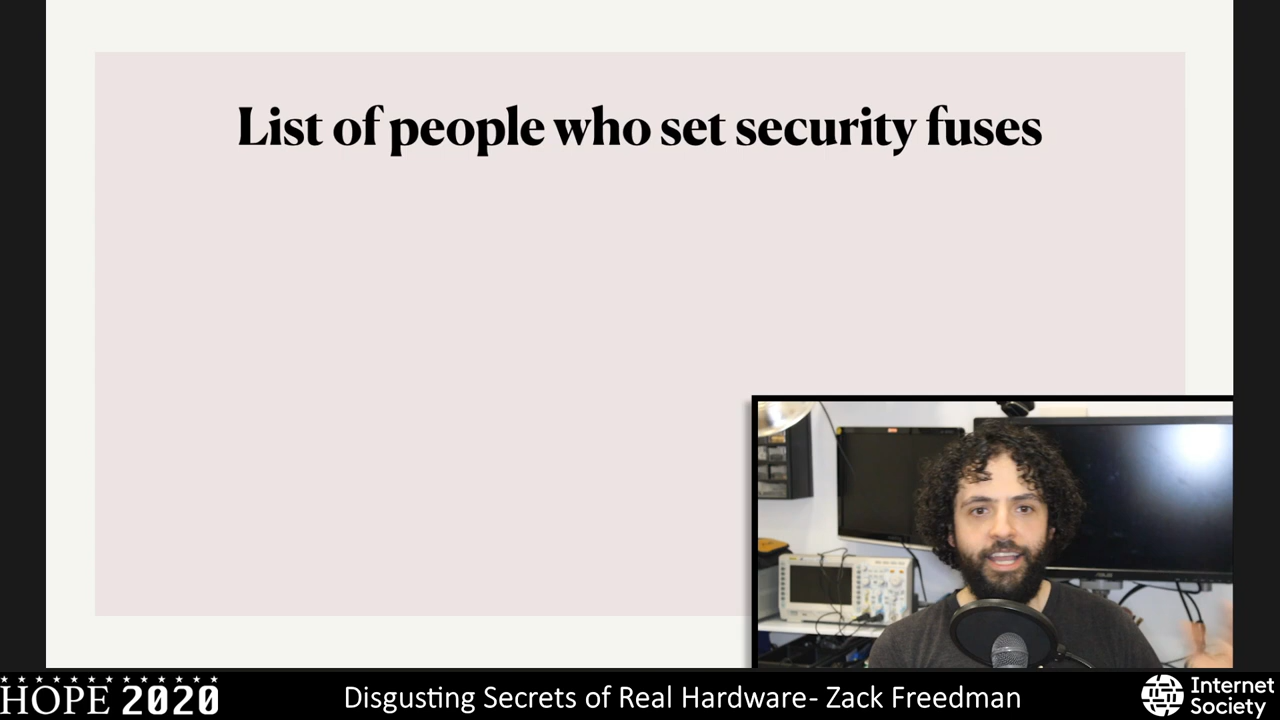 List of people who set security fuses
HOPE 2020
Disgusting Secrets of Real Hardware- Zack Freedman
Internet
Society